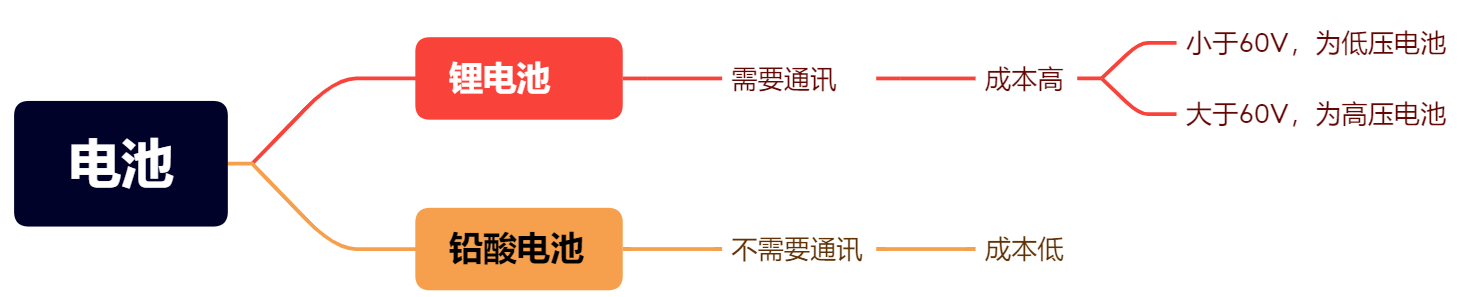 电池
锂电池
需要通讯
成本高
小于60V，为低压电池
大于60V，为高压电池
铅酸电池
不需要通讯
成本低